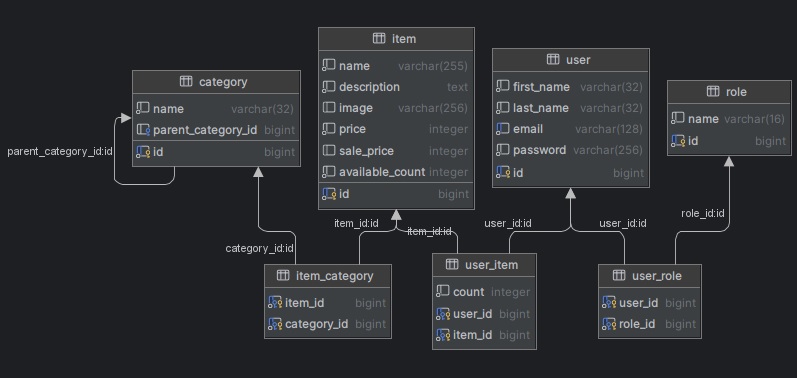 category
name varchar(32)
parent_category_id bigint
id bigint
parent_category_id:id
item
name varchar(255)
description text
image varchar(256)
price integer
sale_price integer
available_count integer
id bigint
user
first_name varchar(32)
last_name varchar(32)
email varchar(128)
password varchar(256)
id bigint
role
name varchar(16)
id bigint
category_id:id
item_id:id
item_id:id
user_id:id
user_id:id
role_id:id
item_category
item_id bigint
category_id bigint
user_item
count integer
user_id bigint
item_id bigint
user_role
user_id bigint
role_id bigint